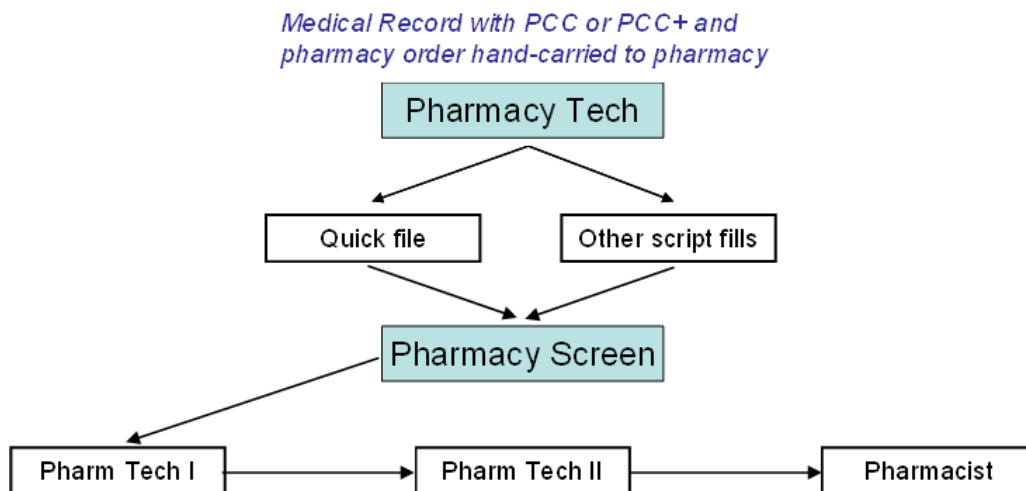 Medical Record with PCC or PCC+ and
pharmacy order hand-carried to pharmacy
Pharmacy Tech
Quick file
Other script fills
Pharmacy Screen
Pharm Tech I
Pharm Tech II
Pharmacist